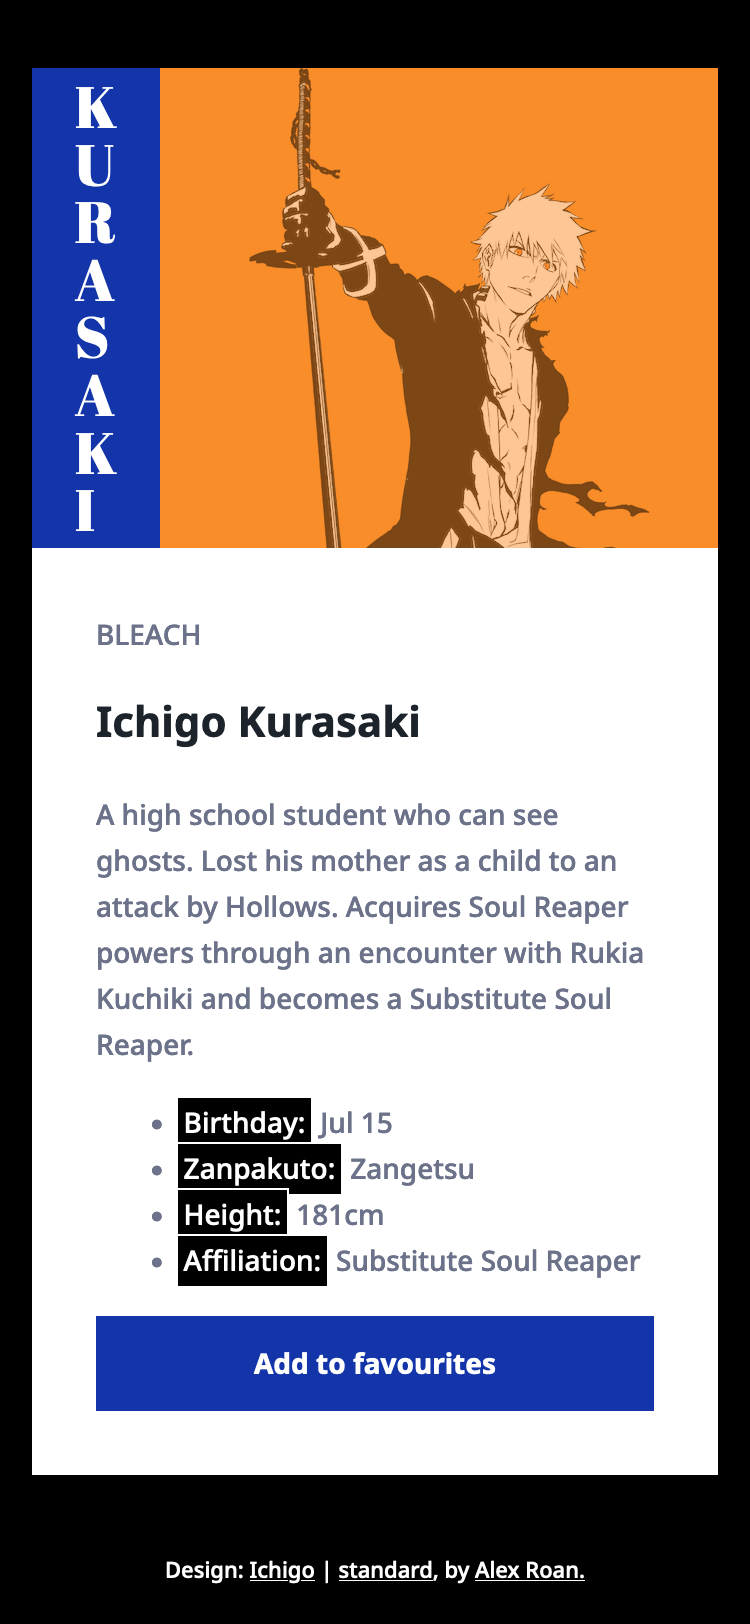 KURASAKI
BLEACH
Ichigo Kurasaki
A high school student who can see
ghosts. Lost his mother as a child to an
attack by Hollows. Acquires Soul Reaper
powers through an encounter with Rukia
Kuchiki and becomes a Substitute Soul
Reaper.
Birthday: Jul 15
Zanpakuto: Zangetsu
Height: 181cm
Affiliation: Substitute Soul Reaper
Add to favourites
Design: Ichigo | standard, by Alex Roan.